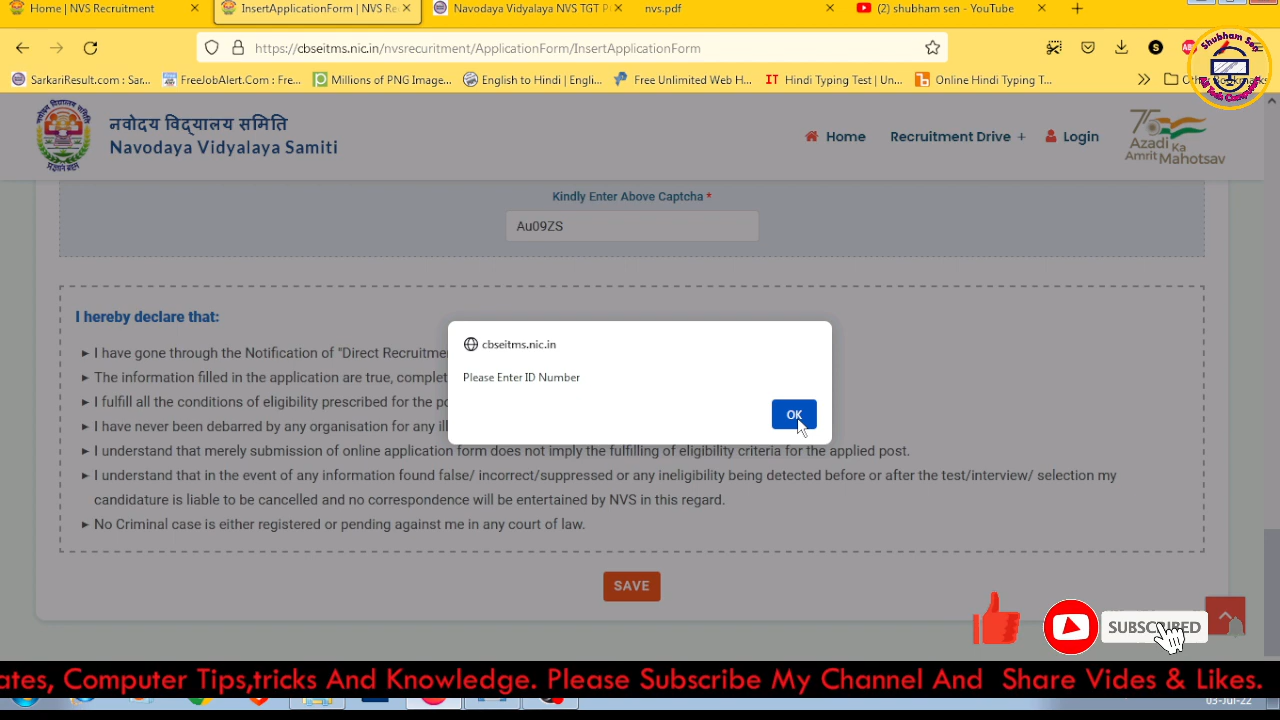 Home | NVS Recruitment
InsertApplicationForm | NVS Re
Navodaya Vidyalaya NVS TGT P
nvs.pdf
(2) shubham sen - YouTube
https://cbseitms.nic.in/nvsrecuritment/ApplicationForm/InsertApplicationForm
SarkariResult.com : Sar...
FreeJobAlert.Com : Fre...
Millions of PNG Image...
English to Hindi | Engli...
Free Unlimited Web H...
IT Hindi Typing Test | Un...
Online Hindi Typing T...
Shubham Sen
नवोदय विद्यालय समिति
Navodaya Vidyalaya Samiti
Home
Recruitment Drive +
Login
75
Azadi Ka
Amrit Mahotsav
Kindly Enter Above Captcha *
Au09ZS
I hereby declare that:
I have gone through the Notification of "Direct Recruitme
The information filled in the application are true, complet
I fulfill all the conditions of eligibility prescribed for the po
I have never been debarred by any organisation for any ill
I understand that merely submission of online application form does not imply the fulfilling of eligibility criteria for the applied post.
I understand that in the event of any information found false/ incorrect/suppressed or any ineligibility being detected before or after the test/interview/ selection my
candidature is liable to be cancelled and no correspondence will be entertained by NVS in this regard.
No Criminal case is either registered or pending against me in any court of law.
cbseitms.nic.in
Please Enter ID Number
OK
SAVE
SUBSCRIBED
ates, Computer Tips,tricks And Knowledge. Please Subscribe My Channel And Share Videos & Likes.
03-Jul-22